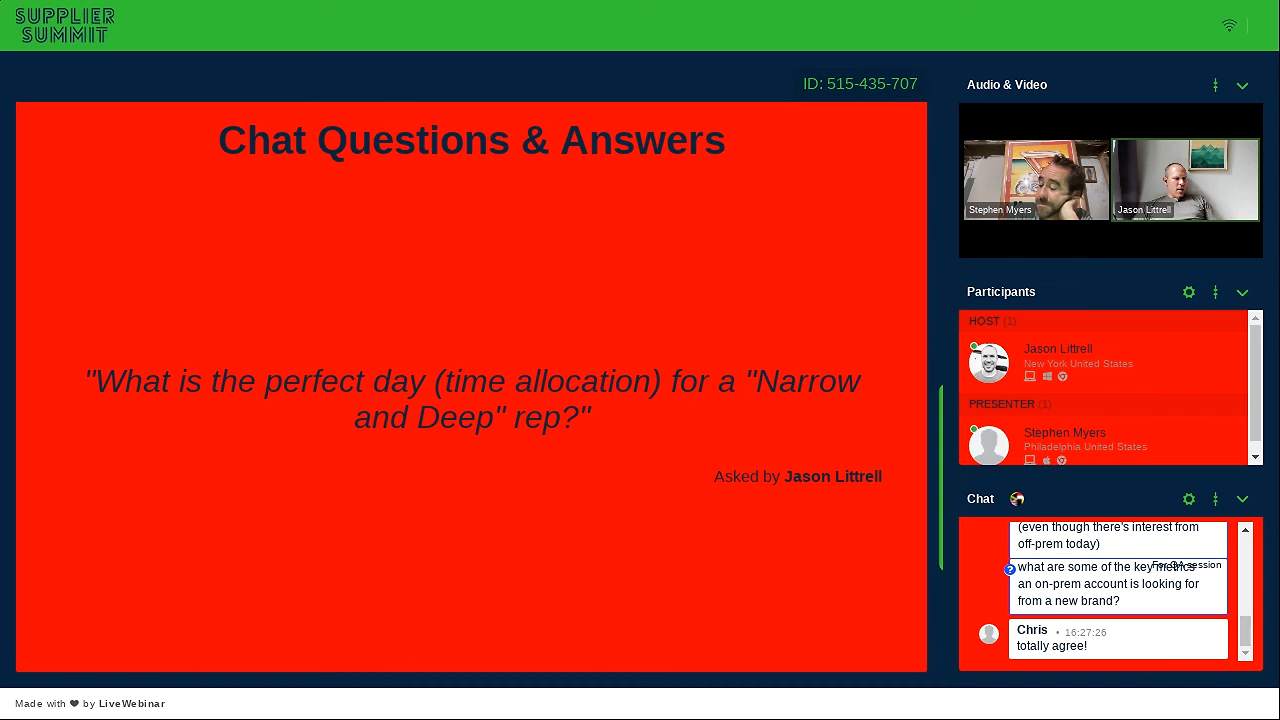 SUPPLIER
SUMMIT
ID: 515-435-707
Chat Questions & Answers
"What is the perfect day (time allocation) for a "Narrow
and Deep" rep?"
Asked by Jason Littrell
Audio & Video
Stephen Myers
Jason Littrell
Participants
HOST (1)
Jason Littrell
New York United States
PRESENTER (1)
Stephen Myers
Philadelphia United States
Chat
(even though there's interest from
off-prem today)
For QA session
what are some of the key metrics
an on-prem account is looking for
from a new brand?
Chris • 16:27:26
totally agree!
Made with ❤ by LiveWebinar